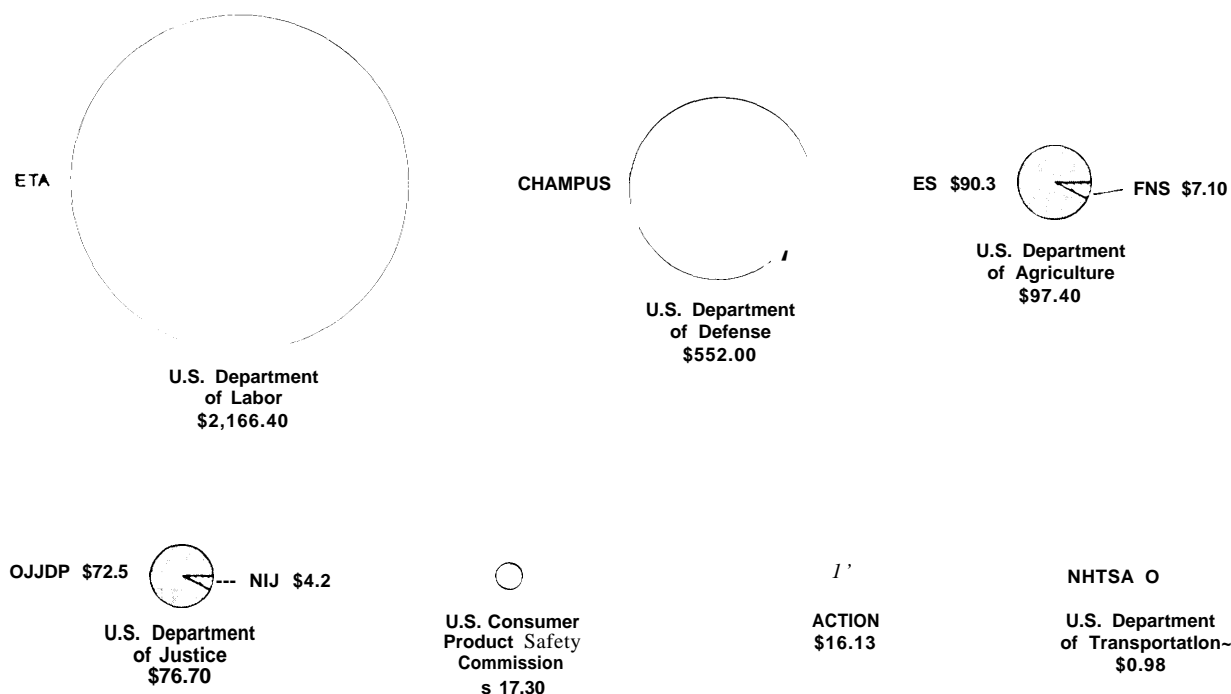 ETA
U.S. Department
of Labor
$2,166.40
CHAMPUS
U.S. Department
of Defense
$552.00
ES $90.3
FNS $7.10
U.S. Department
of Agriculture
$97.40
OJJDP $72.5
NIJ $4.2
U.S. Department
of Justice
$76.70
U.S. Consumer
Product Safety
Commission
s 17.30
1’
ACTION
$16.13
NHTSA O
U.S. Department
of Transportatlon~
$0.98